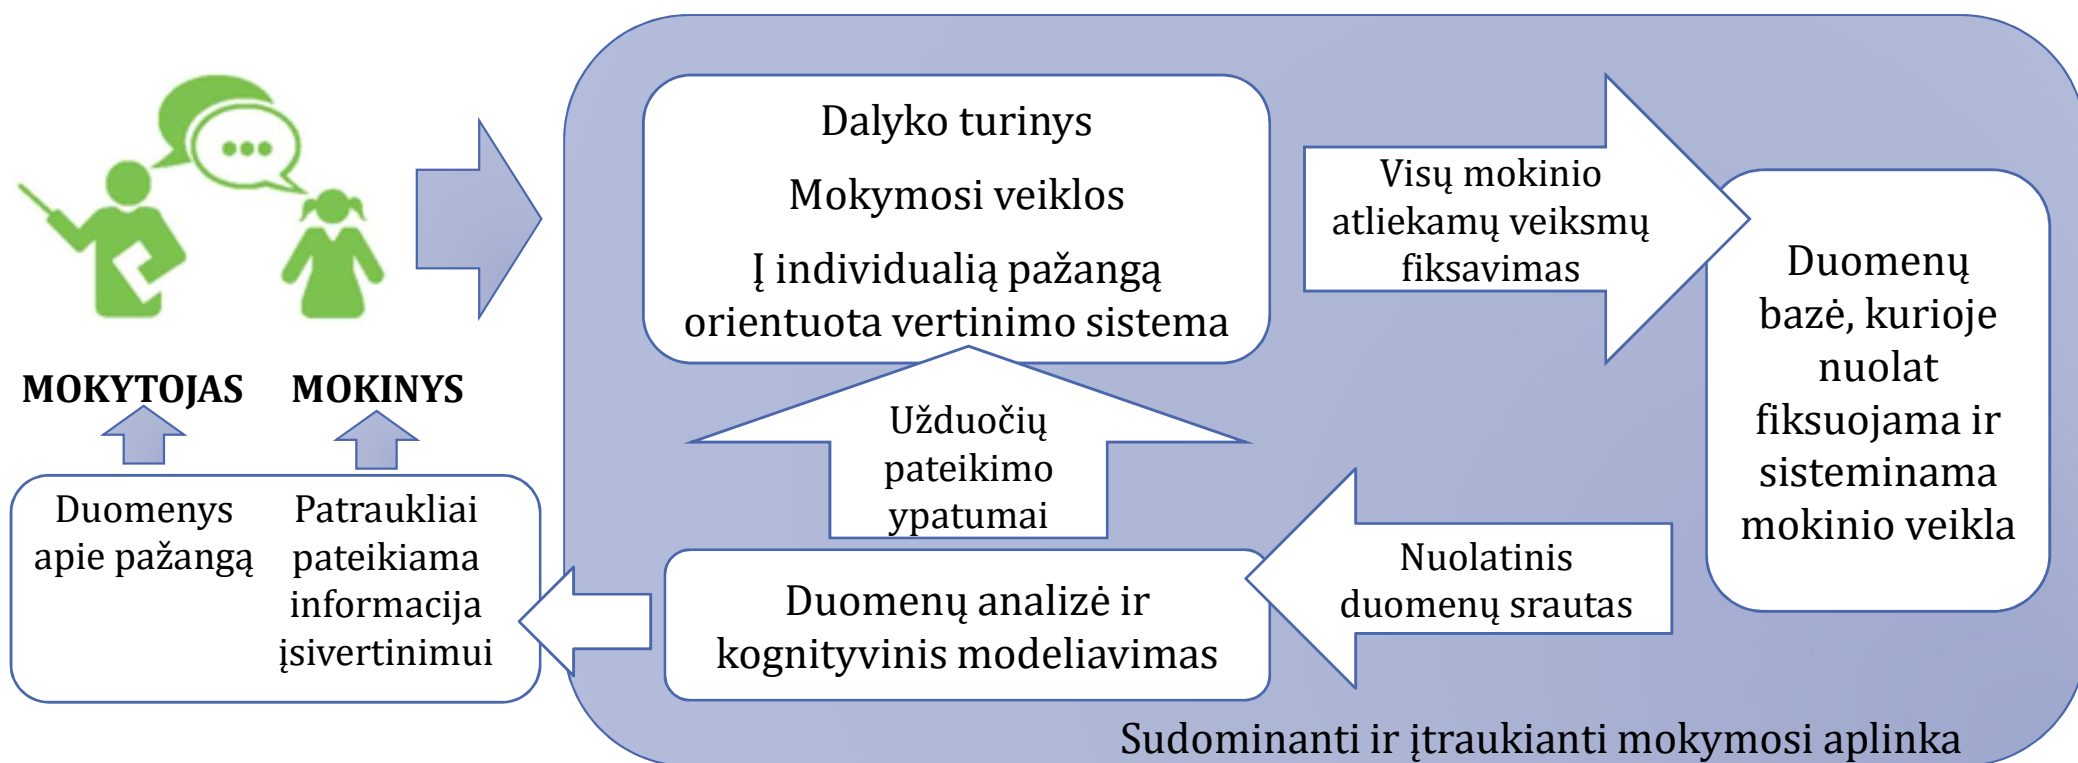 MOKYTOJAS
MOKINYS
Duomenys
apie pažangą
Patraukliai
pateikiama
informacija
įsivertinimui
Dalyko turinys
Mokymosi veiklos
Į individualią pažangą
orientuota vertinimo sistema
Visų mokinio
atliekamų veiksmų
fiksavimas
Duomenų
bazė, kurioje
nuolat
fiksuojama ir
sisteminama
mokinio veikla
Nuolatinis
duomenų srautas
Duomenų analizė ir
kognityvinis modeliavimas
Užduočių
pateikimo
ypatumai
Sudominanti ir įtraukianti mokymosi aplinka